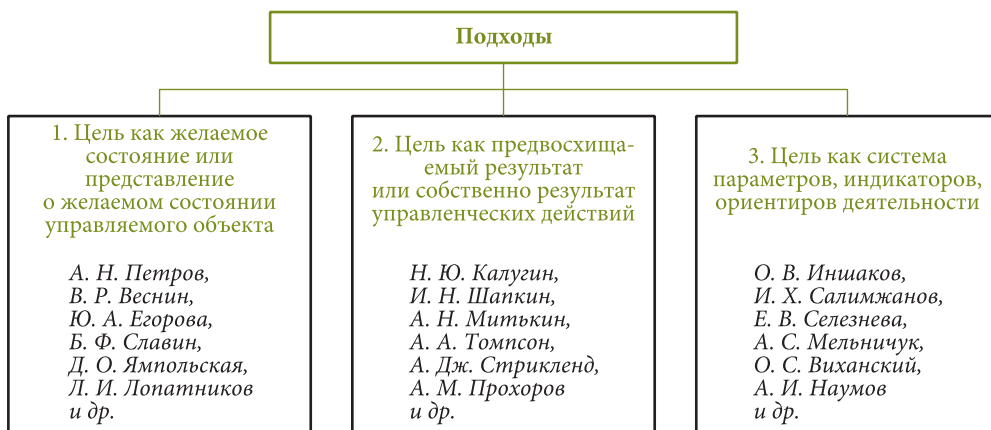 Подходы
1. Цель как желаемое
состояние или
представление
о желаемом состоянии
управляемого объекта
А. Н. Петров,
В. Р. Веснин,
Ю. А. Егорова,
Б. Ф. Славин,
Д. О. Ямпольская,
Л. И. Лопатников
и др.
2. Цель как предвосхища-
емый результат
или собственно результат
управленческих действий
Н. Ю. Калугин,
И. Н. Шапкин,
А. Н. Митькин,
А. А. Томпсон,
А. Дж. Стрикленд,
А. М. Прохоров
и др.
3. Цель как система
параметров, индикаторов,
ориентиров деятельности
О. В. Иншаков,
И. Х. Салимжанов,
Е. В. Селезнева,
А. С. Мельничук,
О. С. Виханский,
А. И. Наумов
и др.